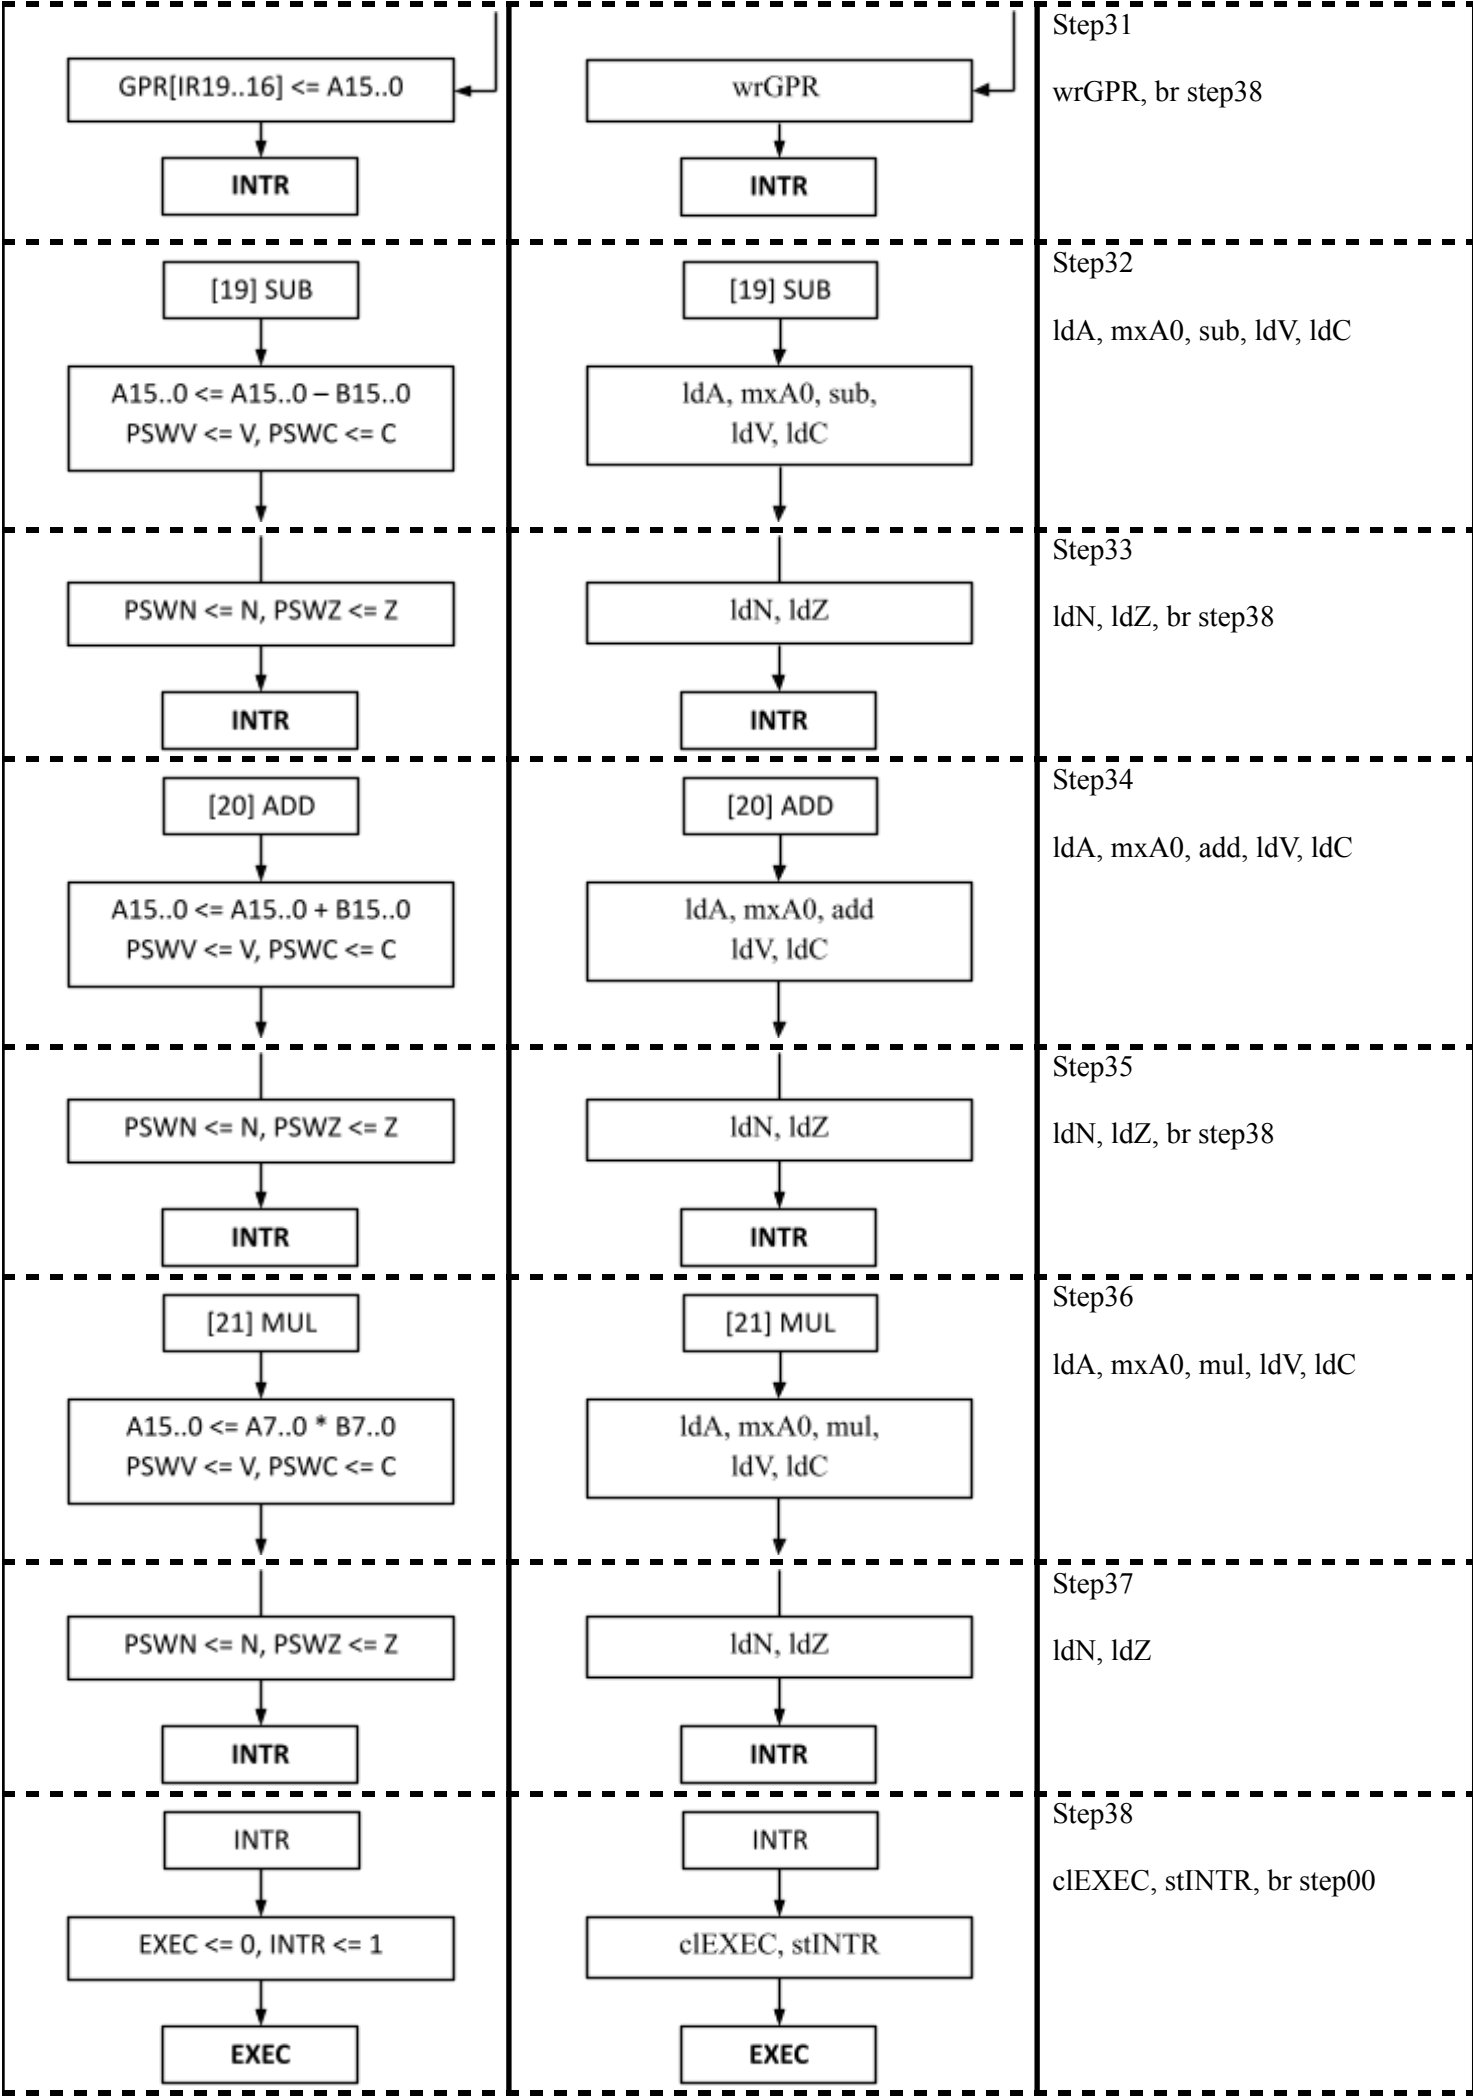 GPR[IR19..16] <= A15..0
INTR
wrGPR
INTR
Step31
wrGPR, br step38
[19] SUB
A15..0 <= A15..0 – B15..0
PSWV <= V, PSWC <= C
[19] SUB
ldA, mxA0, sub,
ldV, ldC
Step32
ldA, mxA0, sub, ldV, ldC
PSWN <= N, PSWZ <= Z
INTR
ldN, ldZ
INTR
Step33
ldN, ldZ, br step38
[20] ADD
A15..0 <= A15..0 + B15..0
PSWV <= V, PSWC <= C
[20] ADD
ldA, mxA0, add
ldV, ldC
Step34
ldA, mxA0, add, ldV, ldC
PSWN <= N, PSWZ <= Z
INTR
ldN, ldZ
INTR
Step35
ldN, ldZ, br step38
[21] MUL
A15..0 <= A7..0 * B7..0
PSWV <= V, PSWC <= C
[21] MUL
ldA, mxA0, mul,
ldV, ldC
Step36
ldA, mxA0, mul, ldV, ldC
PSWN <= N, PSWZ <= Z
INTR
ldN, ldZ
INTR
Step37
ldN, ldZ
INTR
EXEC <= 0, INTR <= 1
EXEC
INTR
clEXEC, stINTR
EXEC
Step38
clEXEC, stINTR, br step00